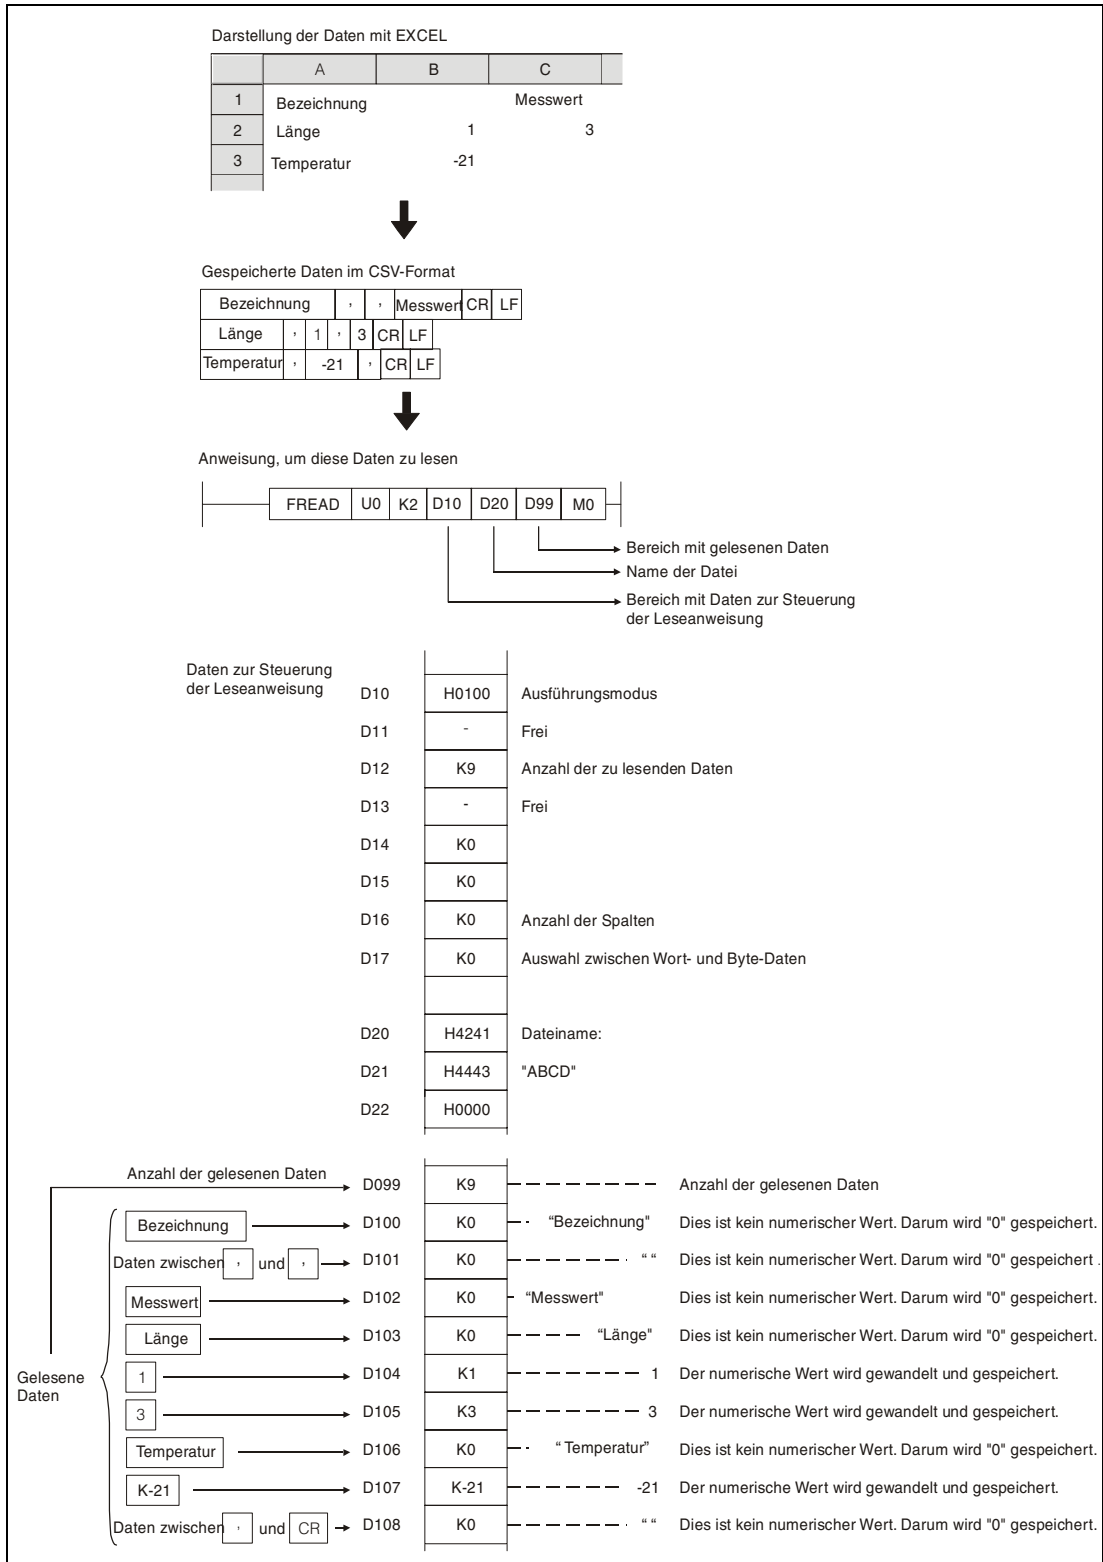 Darstellung der Daten mit EXCEL
A B C
1 Bezeichnung Messwert
2 Länge 1 3
3 Temperatur -21
Gespeicherte Daten im CSV-Format
Bezeichnung , , Messwert CR LF
Länge , 1 , 3 CR LF
Temperatur , -21 , CR LF
Anweisung, um diese Daten zu lesen
FREAD U0 K2 D10 D20 D99 M0
Bereich mit gelesenen Daten
Name der Datei
Bereich mit Daten zur Steuerung
der Leseanweisung
Daten zur Steuerung
der Leseanweisung
D10 H0100 Ausführungsmodus
D11 - Frei
D12 K9 Anzahl der zu lesenden Daten
D13 - Frei
D14 K0
D15 K0
D16 K0 Anzahl der Spalten
D17 K0 Auswahl zwischen Wort- und Byte-Daten
D20 H4241 Dateiname:
D21 H4443 "ABCD"
D22 H0000
Anzahl der gelesenen Daten D099 K9 Anzahl der gelesenen Daten
Bezeichnung D100 K0 “Bezeichnung" Dies ist kein numerischer Wert. Darum wird "0" gespeichert.
Daten zwischen , und , D101 K0 “ “ Dies ist kein numerischer Wert. Darum wird "0" gespeichert .
Messwert D102 K0 “Messwert" Dies ist kein numerischer Wert. Darum wird "0" gespeichert.
Länge D103 K0 “Länge" Dies ist kein numerischer Wert. Darum wird "0" gespeichert.
Gelesene
Daten
1 D104 K1 1 Der numerische Wert wird gewandelt und gespeichert.
3 D105 K3 3 Der numerische Wert wird gewandelt und gespeichert.
Temperatur D106 K0 “ Temperatur” Dies ist kein numerischer Wert. Darum wird "0" gespeichert.
K-21 D107 K-21 -21 Der numerische Wert wird gewandelt und gespeichert.
Daten zwischen , und CR D108 K0 “ “ Dies ist kein numerischer Wert. Darum wird "0" gespeichert.